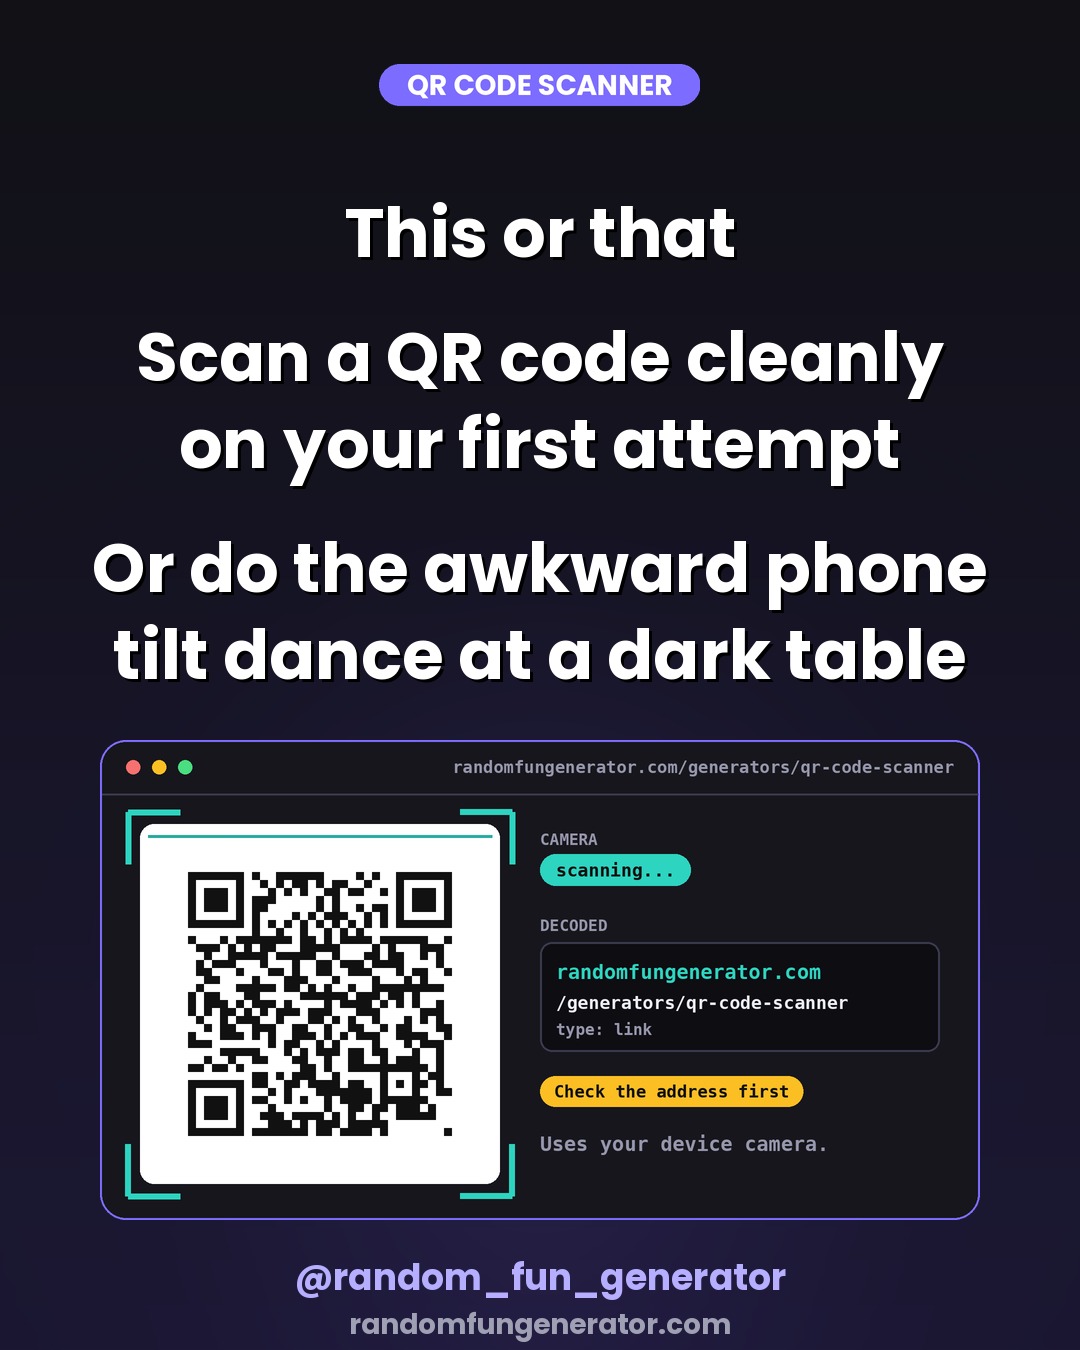 QR CODE SCANNER
This or that
Scan a QR code cleanly
on your first attempt
Or do the awkward phone
tilt dance at a dark table
randomfungenerator.com/generators/qr-code-scanner
CAMERA
scanning...
DECODED
randomfungenerator.com
/generators/qr-code-scanner
type: link
Check the address first
Uses your device camera.
@random_fun_generator
randomfungenerator.com